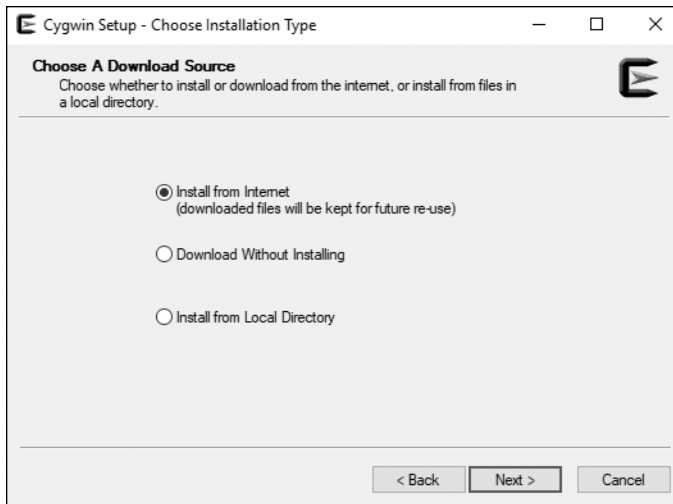 Cygwin Setup - Choose Installation Type
Choose A Download Source
Choose whether to install or download from the internet, or install from files in
a local directory.
Install from Internet
(downloaded files will be kept for future re-use)
Download Without Installing
Install from Local Directory
< Back Next > Cancel